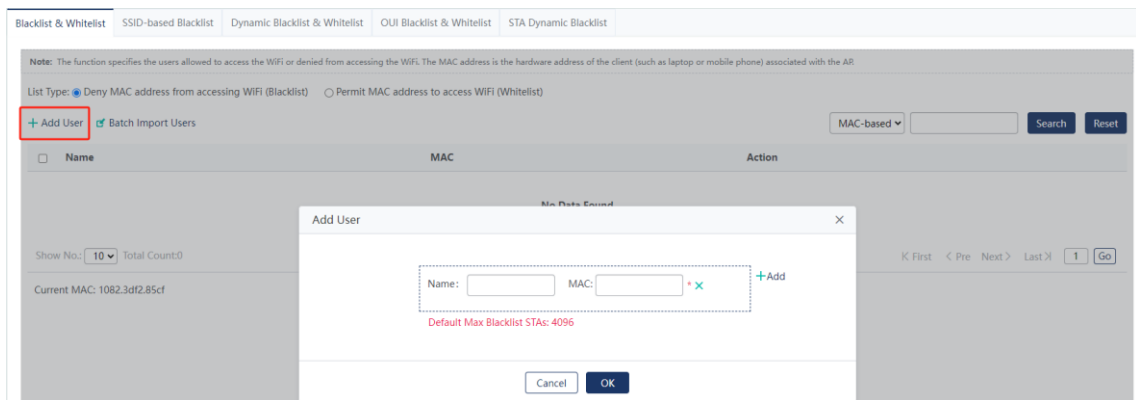 Blacklist & Whitelist SSID-based Blacklist Dynamic Blacklist & Whitelist OUI Blacklist & Whitelist STA Dynamic Blacklist
Note: The function specifies the users allowed to access the WiFi or denied from accessing the WiFi. The MAC address is the hardware address of the client (such as laptop or mobile phone) associated with the AP.
List Type: Deny MAC address from accessing WiFi (Blacklist) Permit MAC address to access WiFi (Whitelist)
+ Add User Batch Import Users MAC-based Search Reset
Name MAC Action
No Data Found
Add User ×
Show No.: 10 Total Count:0 K First < Pre Next > Last X 1 Go
Name: MAC: * × +Add
Current MAC: 1082.3df2.85cf
Default Max Blacklist STAs: 4096
Cancel OK